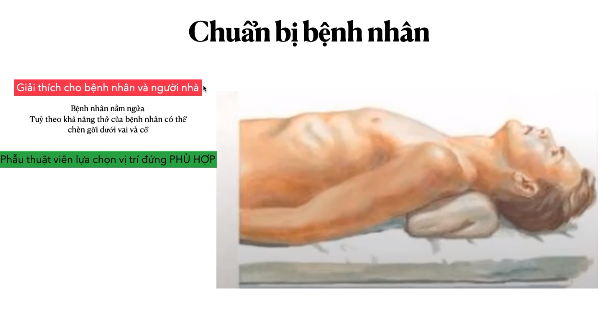 Chuẩn bị bệnh nhân
Giải thích cho bệnh nhân và người nhà
Bệnh nhân nằm ngửa
Tuỳ theo khả năng thở của bệnh nhân có thể
chèn gối dưới vai và cổ
Phẫu thuật viên lựa chọn vị trí đứng PHÙ HỢP